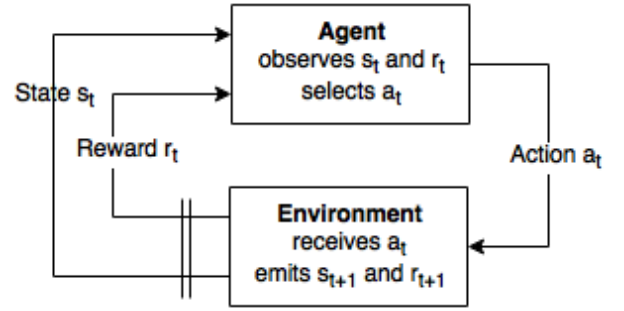 Agent
observes sₜ and rₜ
selects aₜ
State sₜ
Reward rₜ
Action aₜ
Environment
receives aₜ
emits sₜ₊₁ and rₜ₊₁